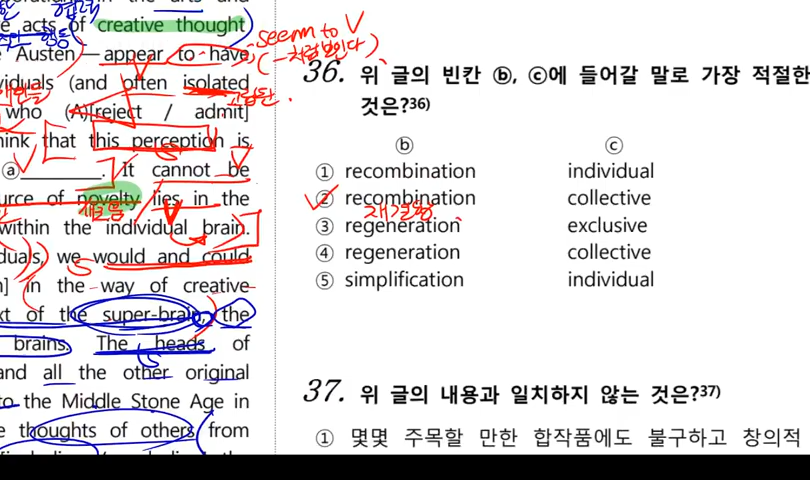 acts of creative thought)
Austen)—appear to have
(and often isolated
고립된.
who (A)[reject / admit]
that this perception is
ⓐ________. It cannot be
of novelty lies in the
within the individual brain.
we would and could
in the way of creative
of the super-brain, the
brains. The heads of
and all the other original
to the Middle Stone Age in
thoughts of others from
seem to
(~처럼 보인다)
36. 위 글의 빈칸 ⓑ, ⓒ에 들어갈 말로 가장 적절한
것은?36)
ⓑ ⓒ
① recombination individual
② recombination collective
재결합
③ regeneration exclusive
④ regeneration collective
⑤ simplification individual
37. 위 글의 내용과 일치하지 않는 것은?37)
① 몇몇 주목할 만한 합작품에도 불구하고 창의적